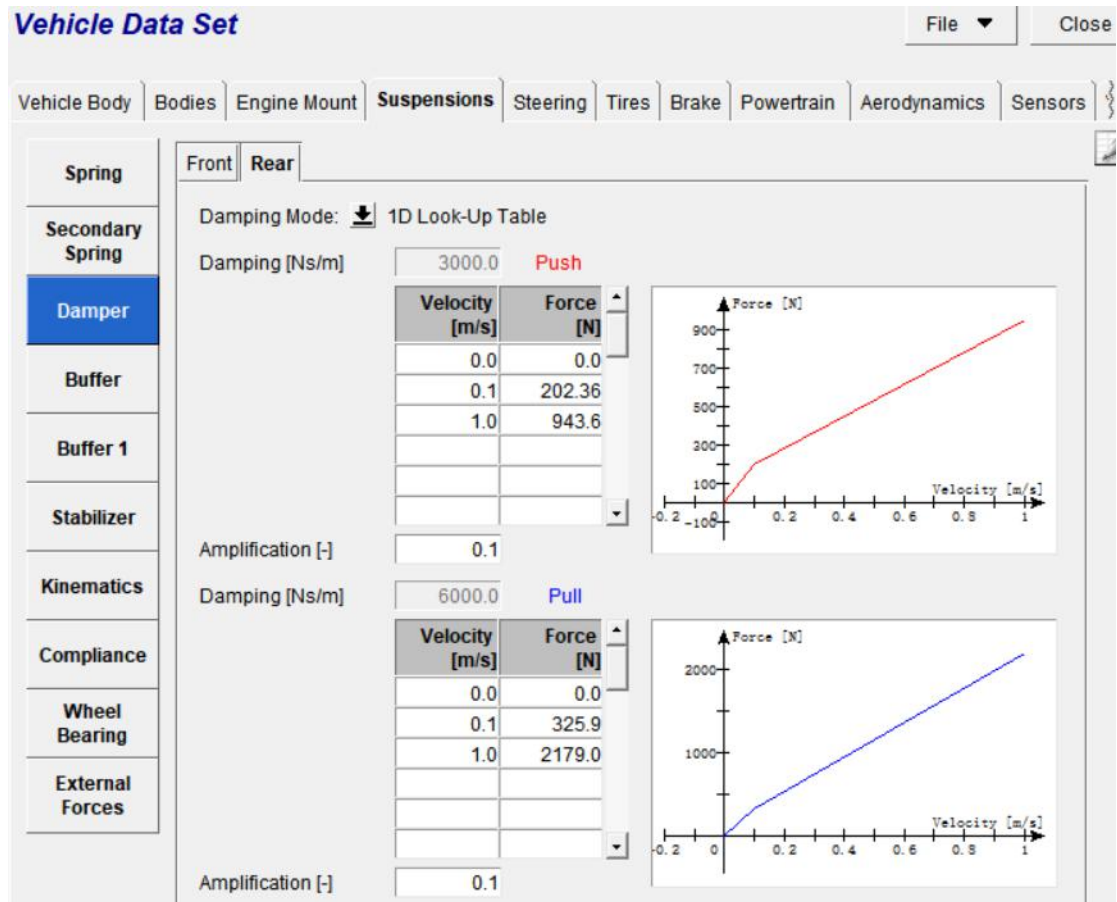 Vehicle Data Set
File Close
Vehicle Body Bodies Engine Mount Suspensions Steering Tires Brake Powertrain Aerodynamics Sensors
Spring
Secondary
Spring
Damper
Buffer
Buffer 1
Stabilizer
Kinematics
Compliance
Wheel
Bearing
External
Forces
Front Rear
Damping Mode: 1D Look-Up Table
Damping [Ns/m] 3000.0 Push
Velocity Force
[m/s] [N]
0.0 0.0
0.1 202.36
1.0 943.6
Force [N]
900
700
500
300
100
-100
Velocity [m/s]
-0.2 0 0.2 0.4 0.6 0.8 1
Amplification [-] 0.1
Damping [Ns/m] 6000.0 Pull
Velocity Force
[m/s] [N]
0.0 0.0
0.1 325.9
1.0 2179.0
Force [N]
2000
1000
Velocity [m/s]
-0.2 0 0.2 0.4 0.6 0.8 1
Amplification [-] 0.1